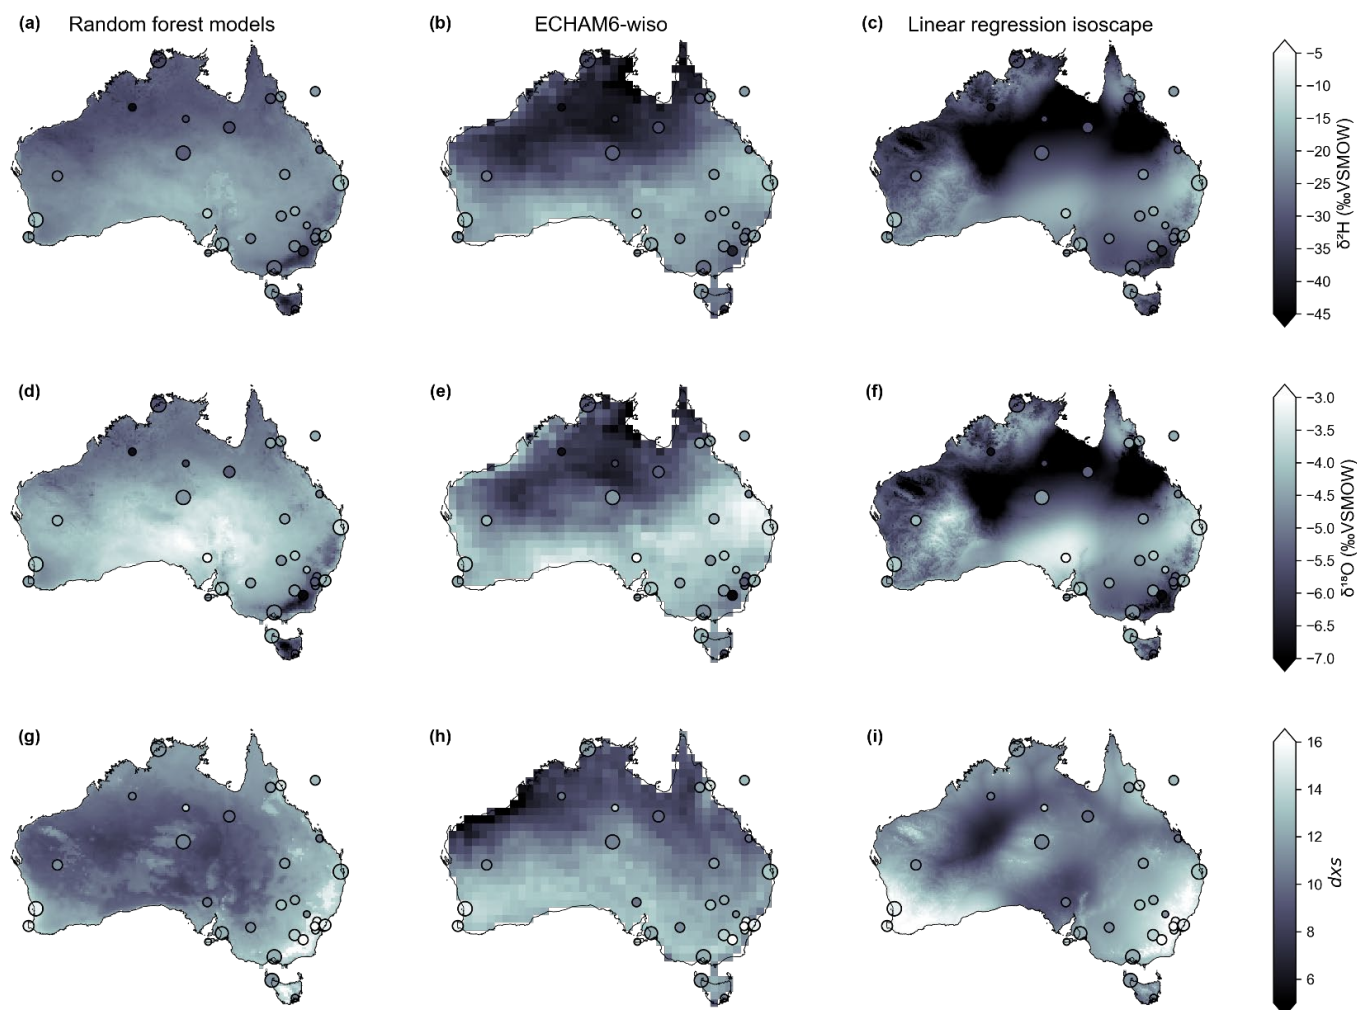 (a) Random forest models
(b) ECHAM6-wiso
(c) Linear regression isoscape
−5
−10
−15
−20
−25
−30
−35
−40
−45
δ²H (‰VSMOW)
(d)
(e)
(f)
−3.0
−3.5
−4.0
−4.5
−5.0
−5.5
−6.0
−6.5
−7.0
δ¹⁸O (‰VSMOW)
(g)
(h)
(i)
16
14
12
10
8
6
dxs